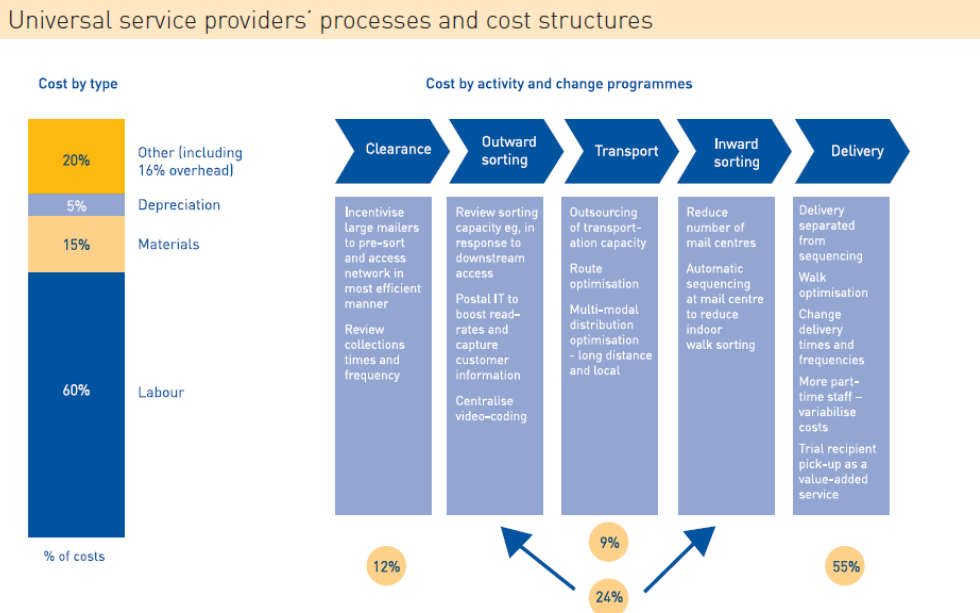 Universal service providers' processes and cost structures
Cost by type
20%
Other (including
16% overhead)
5%
Depreciation
15%
Materials
60%
Labour
% of costs
Cost by activity and change programmes
Clearance
Incentivise
large mailers
to pre-sort
and access
network in
most efficient
manner
Review
collections
times and
frequency
12%
Outward
sorting
Review sorting
capacity eg, in
response to
downstream
access
Postal IT to
boost read-
rates and
capture
customer
information
Centralise
video-coding
Transport
Outsourcing
of transport-
ation capacity
Route
optimisation
Multi-modal
distribution
optimisation
- long distance
and local
9%
24%
Inward
sorting
Reduce
number of
mail centres
Automatic
sequencing
at mail centre
to reduce
indoor
walk sorting
Delivery
Delivery
separated
from
sequencing
Walk
optimisation
Change
delivery
times and
frequencies
More part-
time staff –
variabilise
costs
Trial recipient
pick-up as a
value-added
service
55%